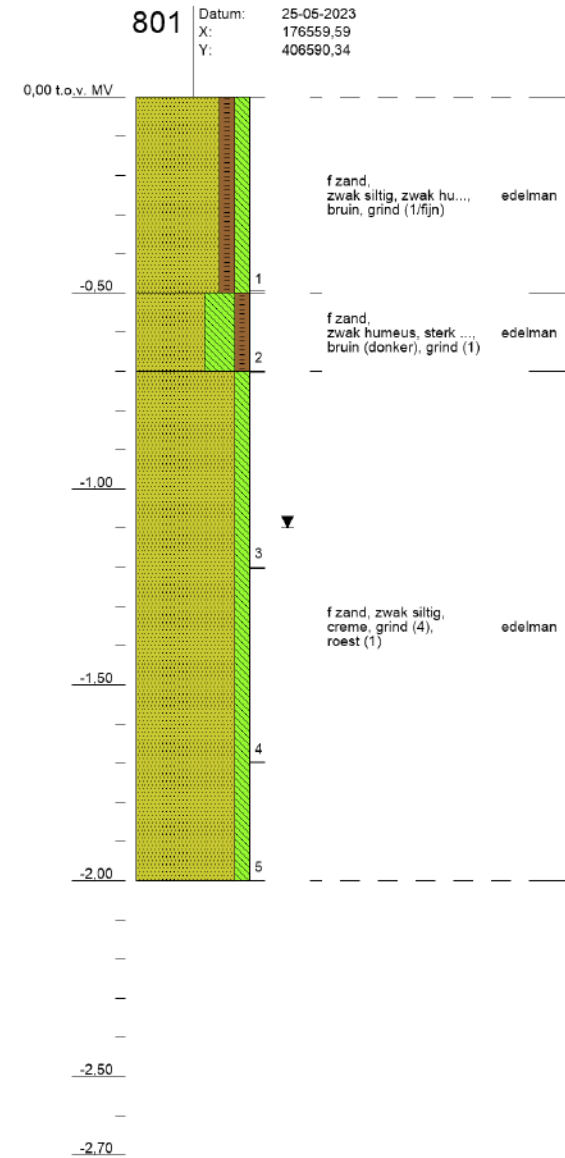 801
Datum: 25-05-2023
X: 176559,59
Y: 406590,34
0,00 t.o.v. MV
f zand,
zwak siltig, zwak hu..., edelman
bruin, grind (1/fijn)
1
-0,50
f zand,
zwak humeus, sterk ..., edelman
bruin (donker), grind (1)
2
-1,00
3
f zand, zwak siltig,
creme, grind (4), edelman
roest (1)
-1,50
4
5
-2,00
-2,50
-2,70